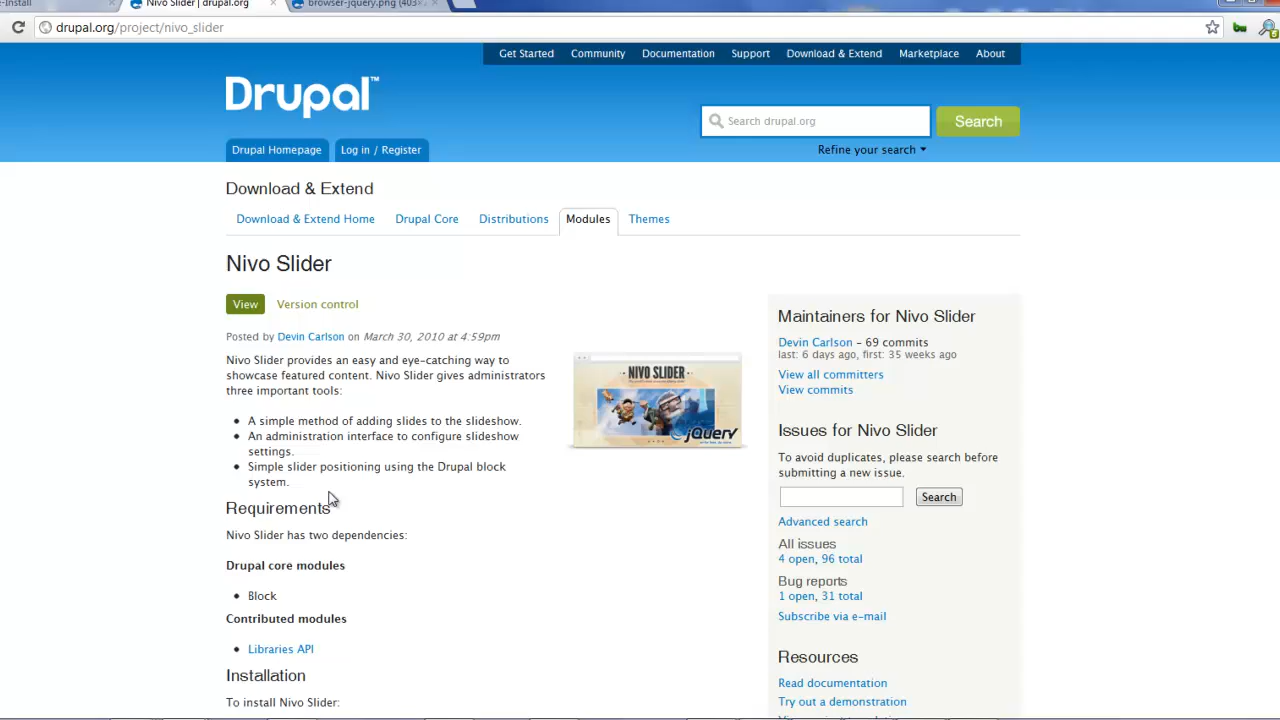 -Install
Nivo Slider | drupal.org
browser-jquery.png (403×
drupal.org/project/nivo_slider
Get Started Community Documentation Support Download & Extend Marketplace About
Drupal™
Search drupal.org
Search
Refine your search
Drupal Homepage
Log in / Register
Download & Extend
Download & Extend Home Drupal Core Distributions Modules Themes
Nivo Slider
View Version control
Posted by Devin Carlson on March 30, 2010 at 4:59pm
Nivo Slider provides an easy and eye-catching way to
showcase featured content. Nivo Slider gives administrators
three important tools:
A simple method of adding slides to the slideshow.
An administration interface to configure slideshow
settings.
Simple slider positioning using the Drupal block
system.
NIVO SLIDER
jQuery
Requirements
Nivo Slider has two dependencies:
Drupal core modules
Block
Contributed modules
Libraries API
Installation
To install Nivo Slider:
Maintainers for Nivo Slider
Devin Carlson – 69 commits
last: 6 days ago, first: 35 weeks ago
View all committers
View commits
Issues for Nivo Slider
To avoid duplicates, please search before
submitting a new issue.
Search
Advanced search
All issues
4 open, 96 total
Bug reports
1 open, 31 total
Subscribe via e-mail
Resources
Read documentation
Try out a demonstration